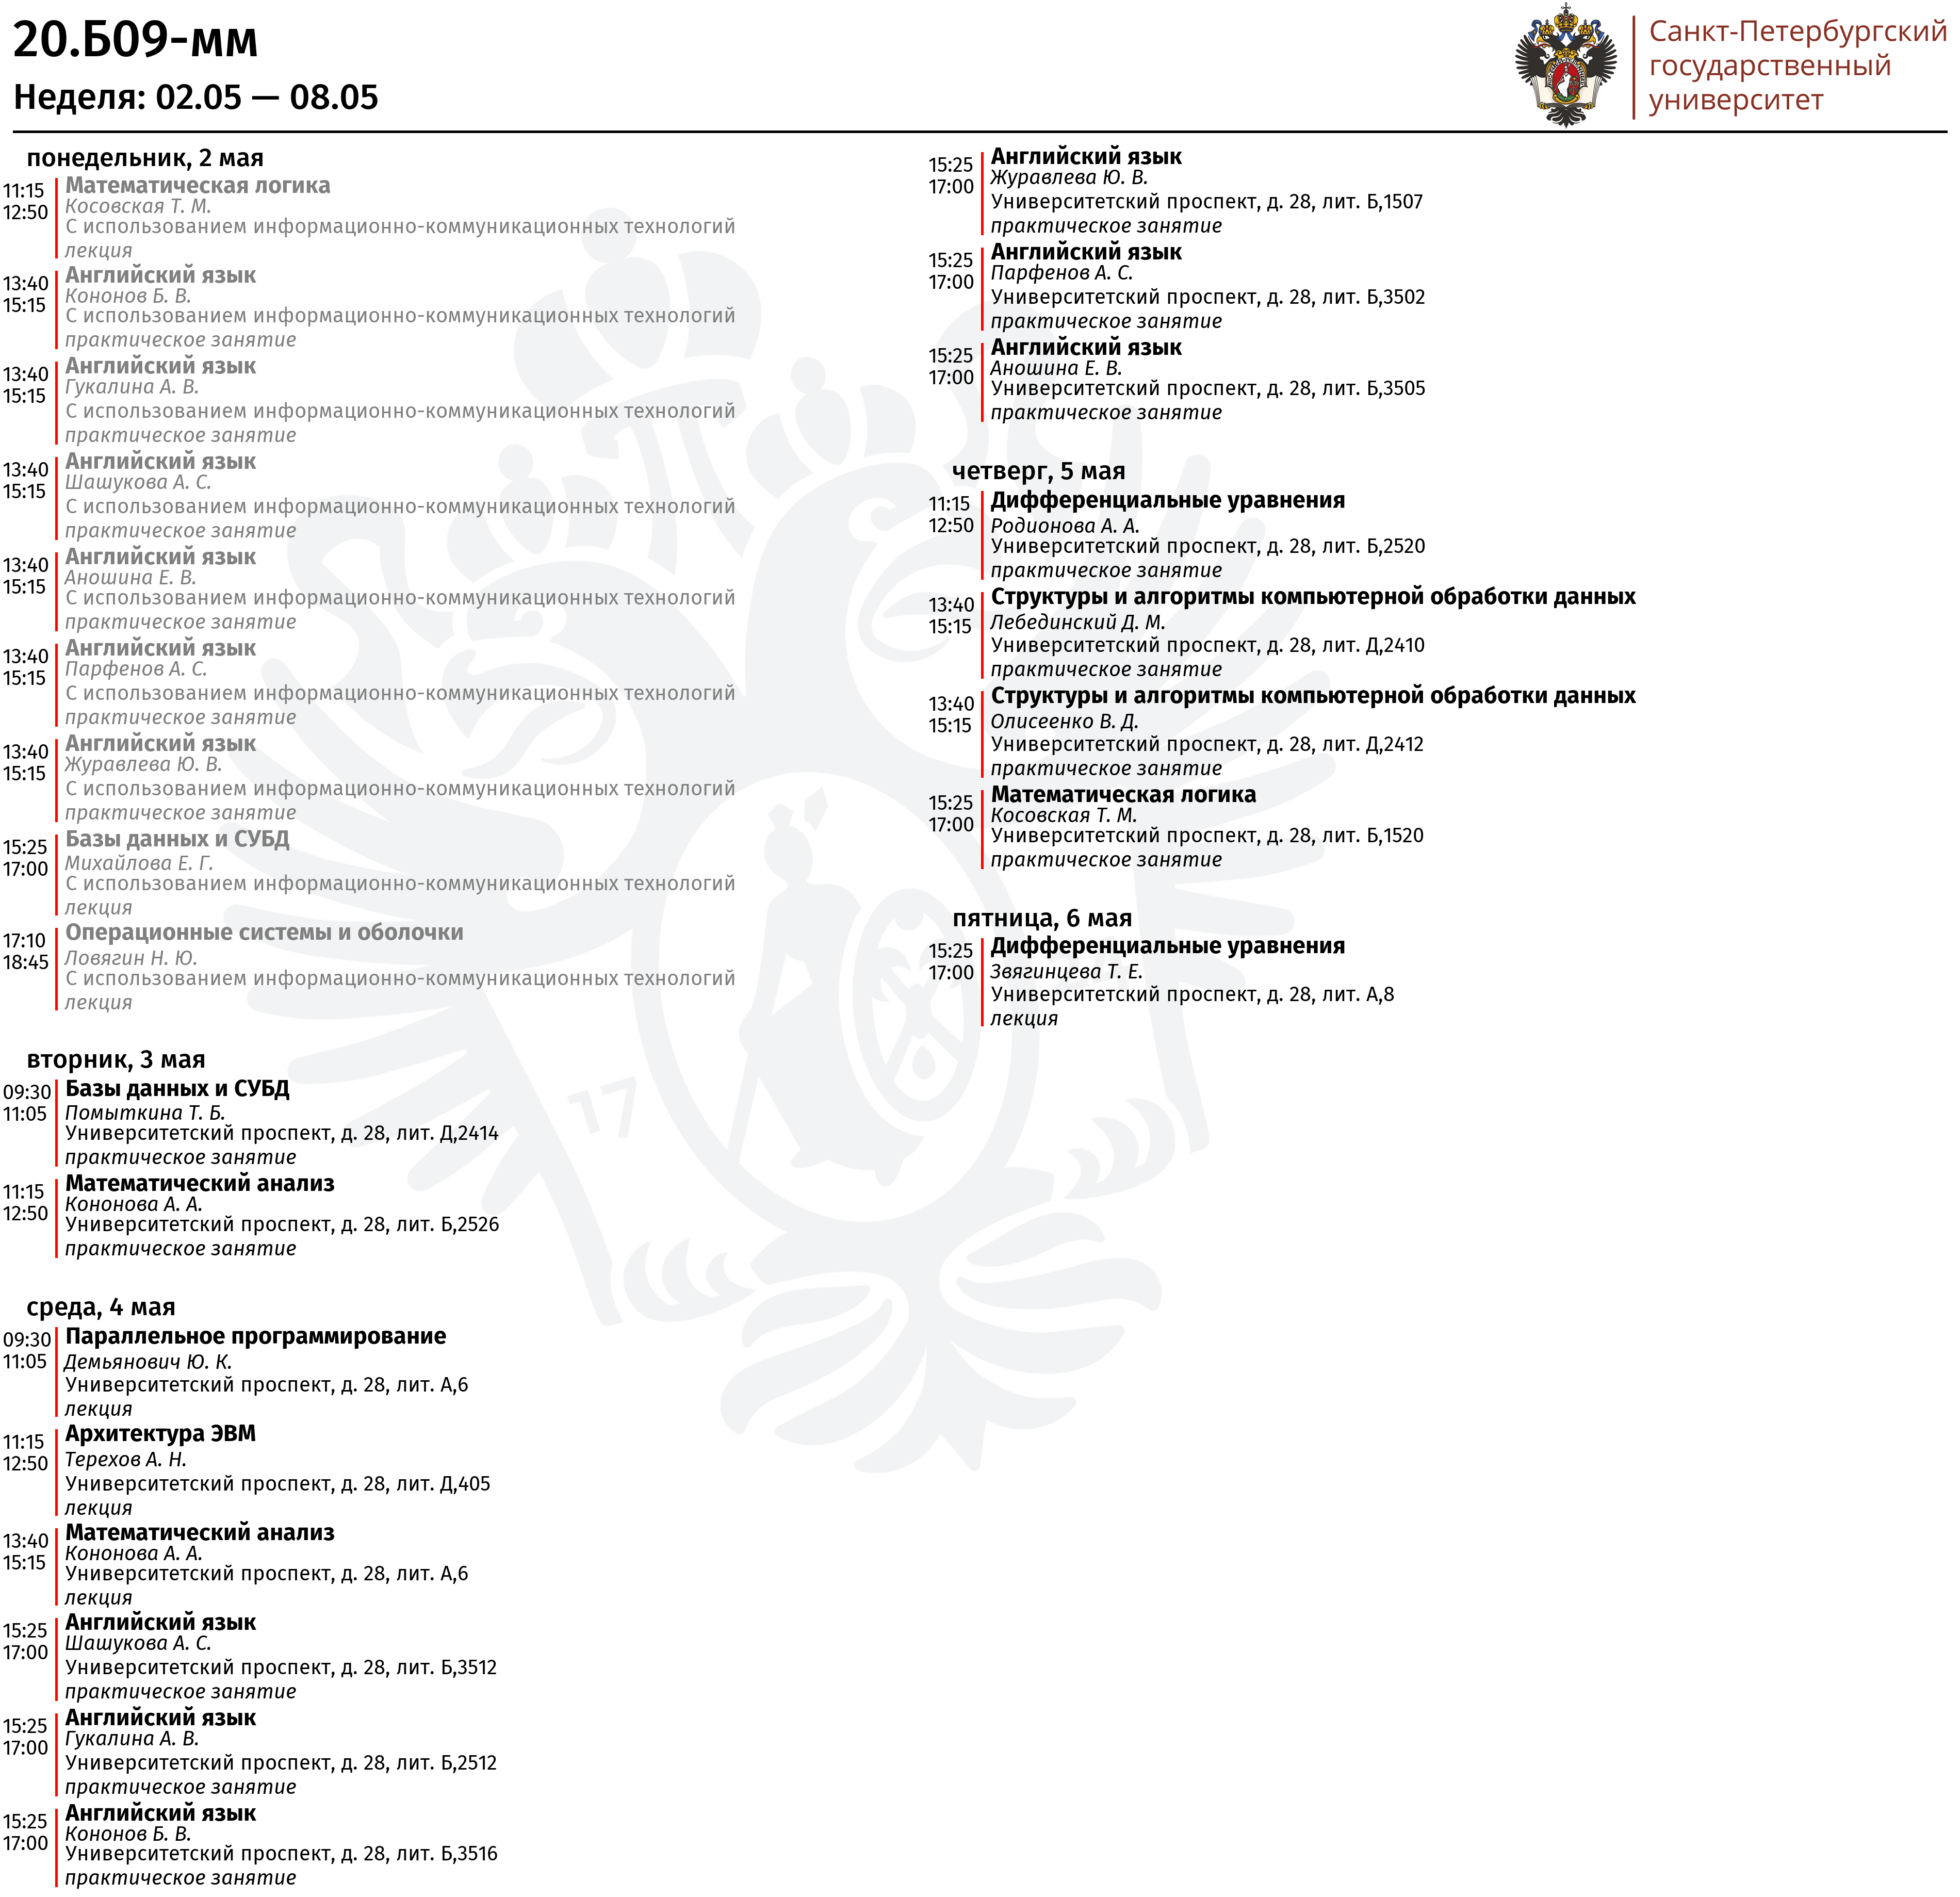 20.Б09-мм
Неделя: 02.05 — 08.05
Санкт-Петербургский
государственный
университет
понедельник, 2 мая
11:15
12:50
Математическая логика
Косовская Т. М.
С использованием информационно-коммуникационных технологий
лекция
13:40
15:15
Английский язык
Кононов Б. В.
С использованием информационно-коммуникационных технологий
практическое занятие
13:40
15:15
Английский язык
Гукалина А. В.
С использованием информационно-коммуникационных технологий
практическое занятие
13:40
15:15
Английский язык
Шашукова А. С.
С использованием информационно-коммуникационных технологий
практическое занятие
13:40
15:15
Английский язык
Аношина Е. В.
С использованием информационно-коммуникационных технологий
практическое занятие
13:40
15:15
Английский язык
Парфенов А. С.
С использованием информационно-коммуникационных технологий
практическое занятие
13:40
15:15
Английский язык
Журавлева Ю. В.
С использованием информационно-коммуникационных технологий
практическое занятие
15:25
17:00
Базы данных и СУБД
Михайлова Е. Г.
С использованием информационно-коммуникационных технологий
лекция
17:10
18:45
Операционные системы и оболочки
Ловягин Н. Ю.
С использованием информационно-коммуникационных технологий
лекция
вторник, 3 мая
09:30
11:05
Базы данных и СУБД
Помыткина Т. Б.
Университетский проспект, д. 28, лит. Д,2414
практическое занятие
11:15
12:50
Математический анализ
Кононова А. А.
Университетский проспект, д. 28, лит. Б,2526
практическое занятие
среда, 4 мая
09:30
11:05
Параллельное программирование
Демьянович Ю. К.
Университетский проспект, д. 28, лит. А,6
лекция
11:15
12:50
Архитектура ЭВМ
Терехов А. Н.
Университетский проспект, д. 28, лит. Д,405
лекция
13:40
15:15
Математический анализ
Кононова А. А.
Университетский проспект, д. 28, лит. А,6
лекция
15:25
17:00
Английский язык
Шашукова А. С.
Университетский проспект, д. 28, лит. Б,3512
практическое занятие
15:25
17:00
Английский язык
Гукалина А. В.
Университетский проспект, д. 28, лит. Б,2512
практическое занятие
15:25
17:00
Английский язык
Кононов Б. В.
Университетский проспект, д. 28, лит. Б,3516
практическое занятие
15:25
17:00
Английский язык
Журавлева Ю. В.
Университетский проспект, д. 28, лит. Б,1507
практическое занятие
15:25
17:00
Английский язык
Парфенов А. С.
Университетский проспект, д. 28, лит. Б,3502
практическое занятие
15:25
17:00
Английский язык
Аношина Е. В.
Университетский проспект, д. 28, лит. Б,3505
практическое занятие
четверг, 5 мая
11:15
12:50
Дифференциальные уравнения
Родионова А. А.
Университетский проспект, д. 28, лит. Б,2520
практическое занятие
13:40
15:15
Структуры и алгоритмы компьютерной обработки данных
Лебединский Д. М.
Университетский проспект, д. 28, лит. Д,2410
практическое занятие
13:40
15:15
Структуры и алгоритмы компьютерной обработки данных
Олисеенко В. Д.
Университетский проспект, д. 28, лит. Д,2412
практическое занятие
15:25
17:00
Математическая логика
Косовская Т. М.
Университетский проспект, д. 28, лит. Б,1520
практическое занятие
пятница, 6 мая
15:25
17:00
Дифференциальные уравнения
Звягинцева Т. Е.
Университетский проспект, д. 28, лит. А,8
лекция
17